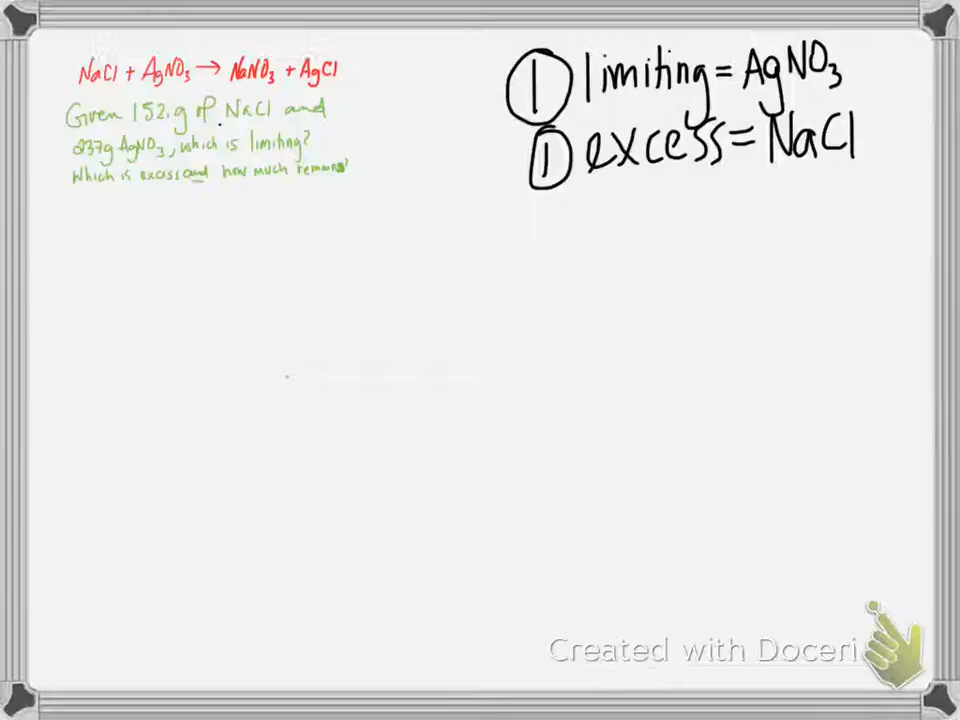 NaCl + AgNO₃ → NaNO₃ + AgCl
Given 152.g of NaCl and
237g AgNO₃, which is limiting?
Which is excess and how much remains?
① limiting = AgNO₃
① excess = NaCl
Created with Doceri